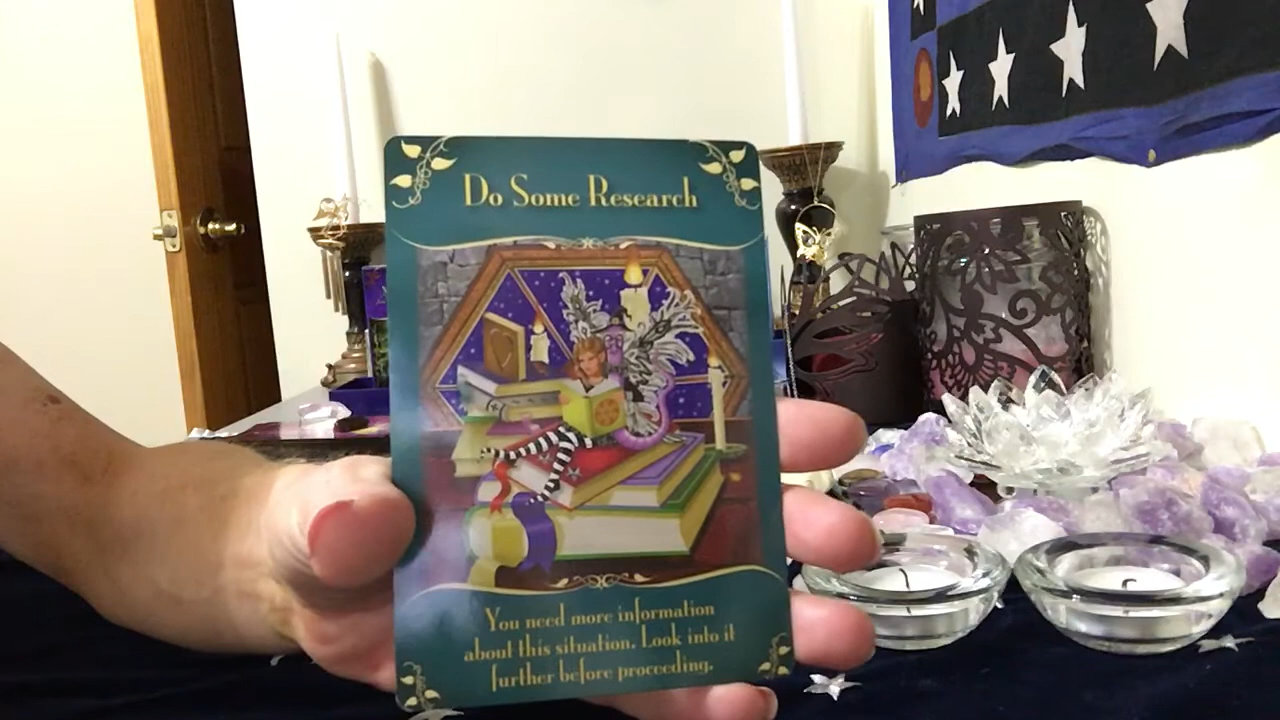 Do Some Research
You need more information
about this situation. Look into it
further before proceeding.